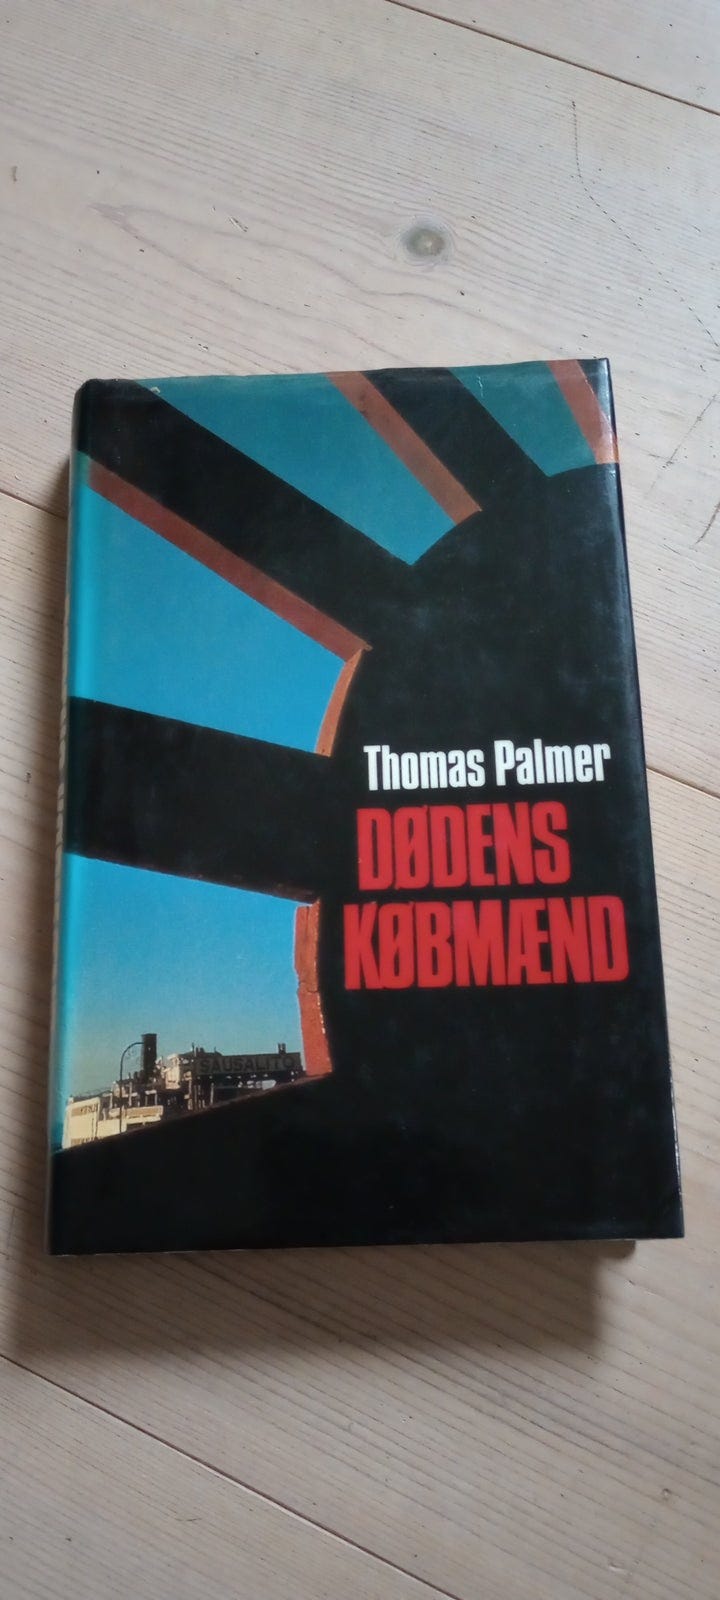 Thomas Palmer
DØDENS
KØBMÆND
SAUSALITO